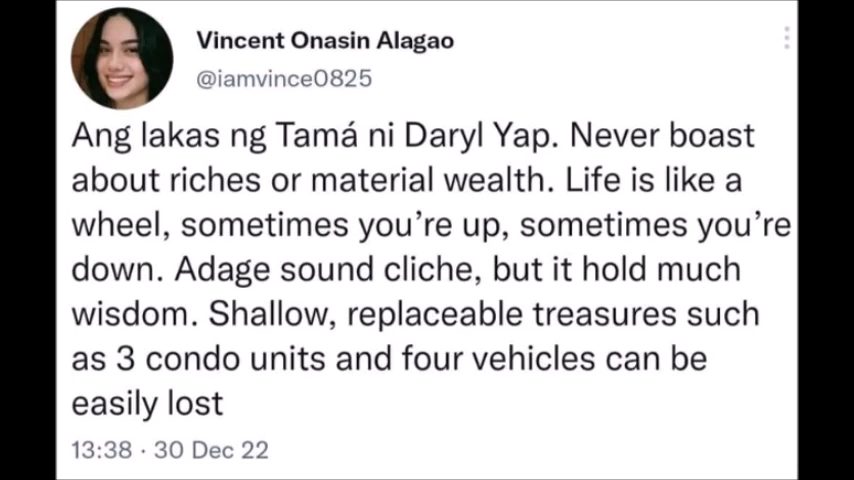 Vincent Onasin Alagao
@iamvince0825
Ang lakas ng Tamá ni Daryl Yap. Never boast
about riches or material wealth. Life is like a
wheel, sometimes you’re up, sometimes you’re
down. Adage sound cliche, but it hold much
wisdom. Shallow, replaceable treasures such
as 3 condo units and four vehicles can be
easily lost
13:38 · 30 Dec 22